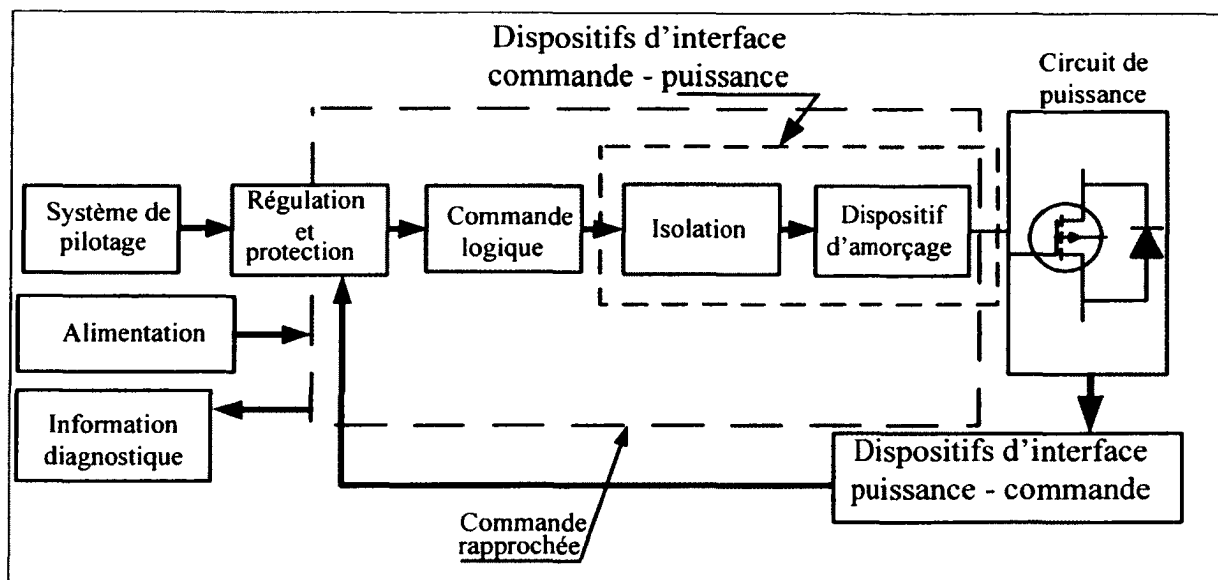 Dispositifs d'interface
commande - puissance
Circuit de
puissance
Système de
pilotage
Régulation
et
protection
Commande
logique
Isolation
Dispositif
d'amorçage
Alimentation
Information
diagnostique
Dispositifs d'interface
puissance - commande
Commande
rapprochée